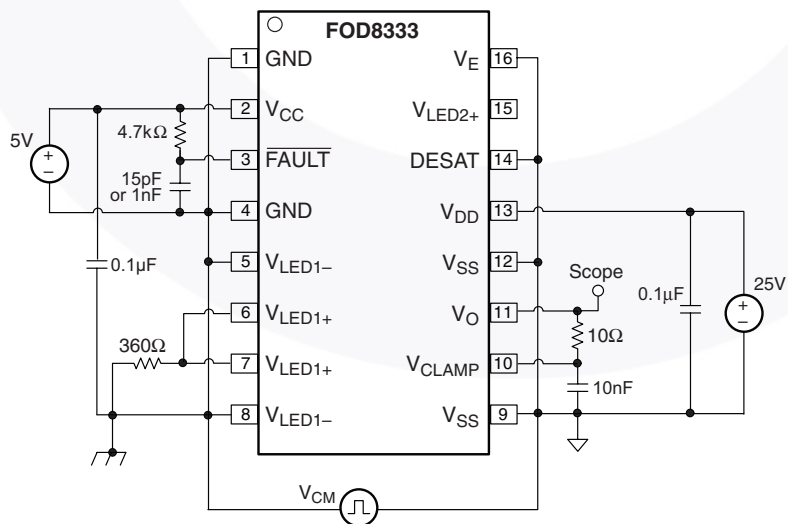 FOD8333
1 GND
2 VCC
3 FAULT
4 GND
5 VLED1–
6 VLED1+
7 VLED1+
8 VLED1–
VE 16
VLED2+ 15
DESAT 14
VDD 13
VSS 12
VO 11
VCLAMP 10
VSS 9
5V
+
–
4.7kΩ
15pF
or 1nF
0.1µF
360Ω
Scope
10Ω
10nF
0.1µF
25V
+
–
VCM